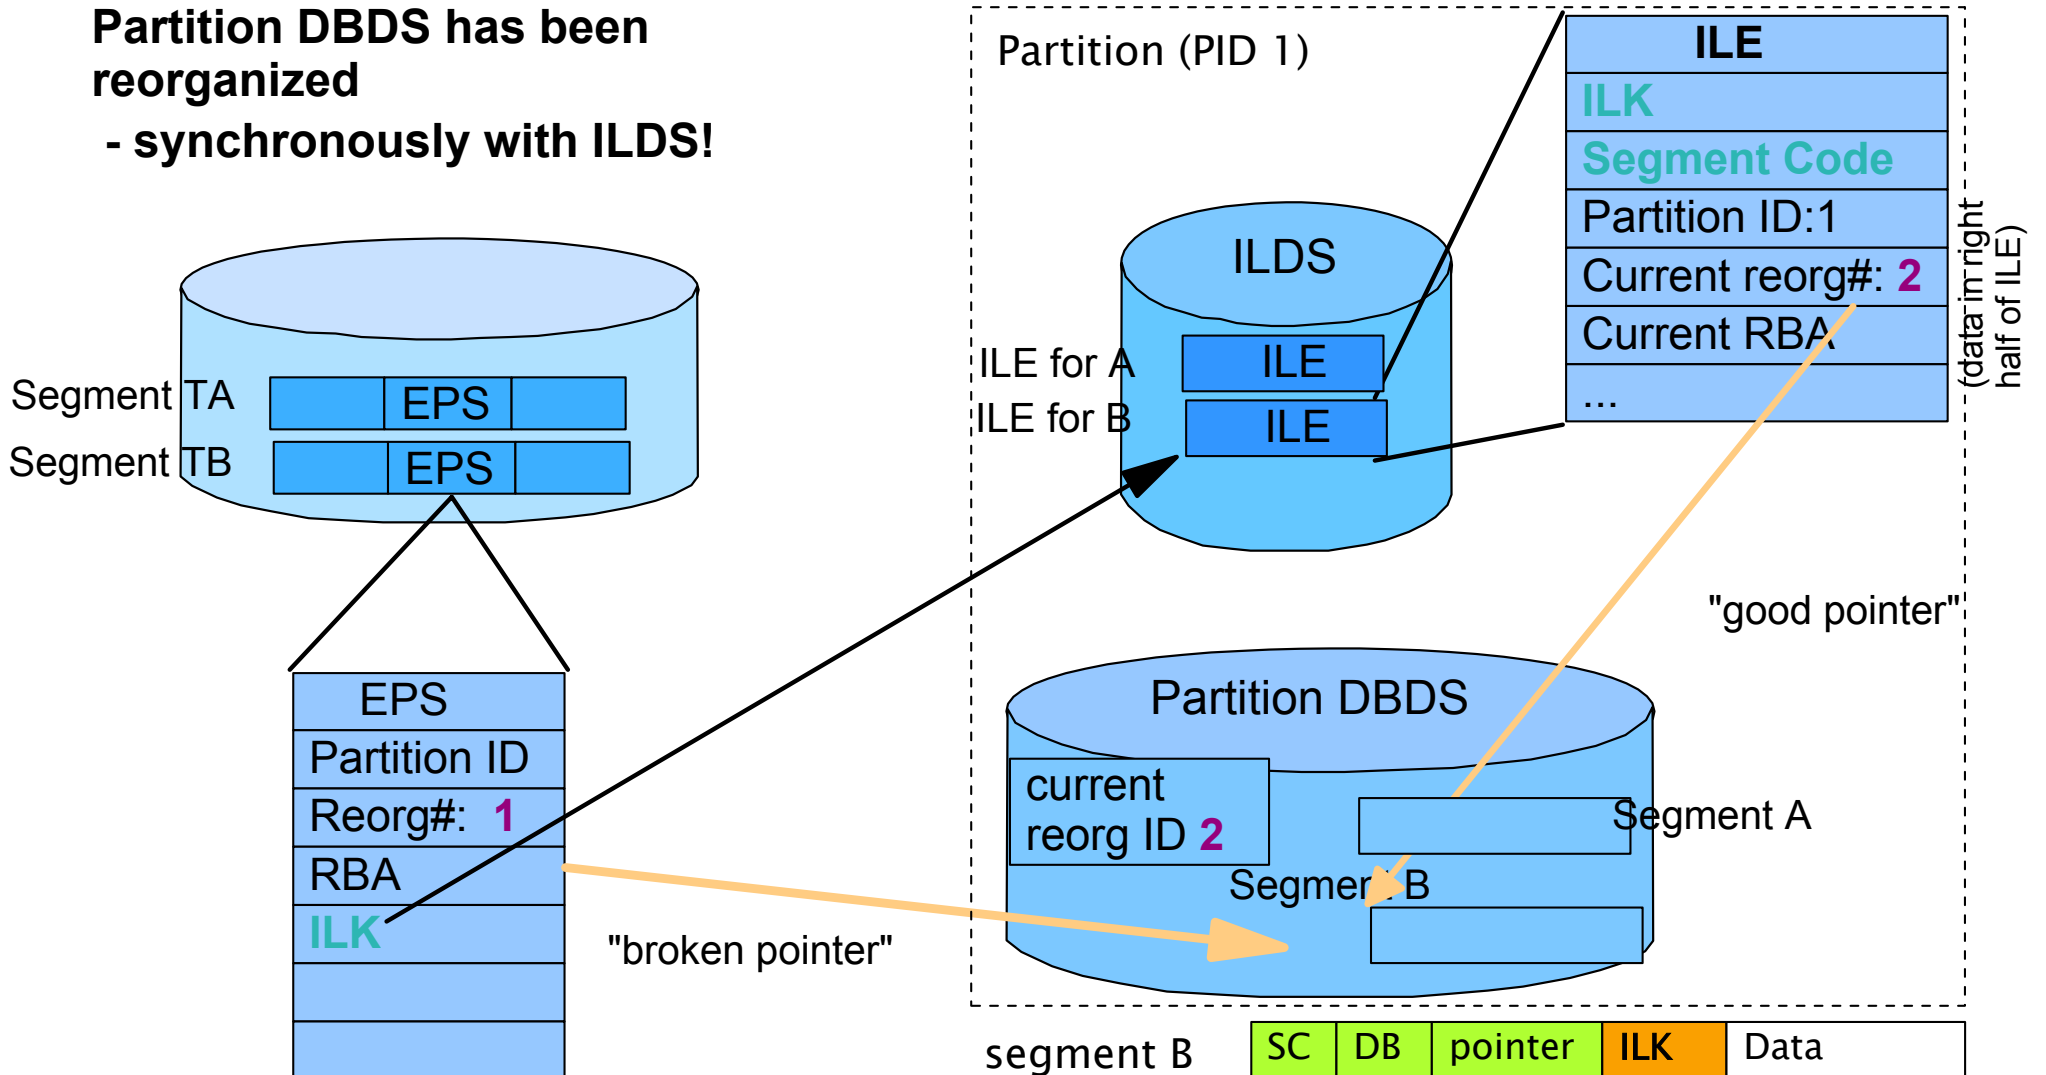 Partition DBDS has been
reorganized
- synchronously with ILDS!
Partition (PID 1)
ILE
ILK
Segment Code
Partition ID:1
Current reorg#: 2
Current RBA
...
(data in right
half of ILE)
ILDS
ILE for A
ILE
ILE for B
ILE
Segment TA
EPS
Segment TB
EPS
"good pointer"
EPS
Partition ID
Reorg#: 1
RBA
ILK
"broken pointer"
Partition DBDS
current
reorg ID 2
Segment A
Segment B
segment B
SC
DB
pointer
ILK
Data